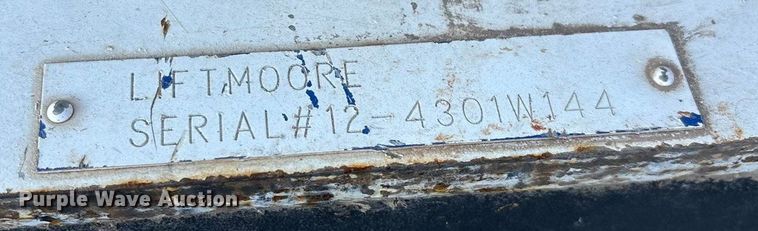 LIFTMOORE
SERIAL#12-4301W144
Purple Wave Auction